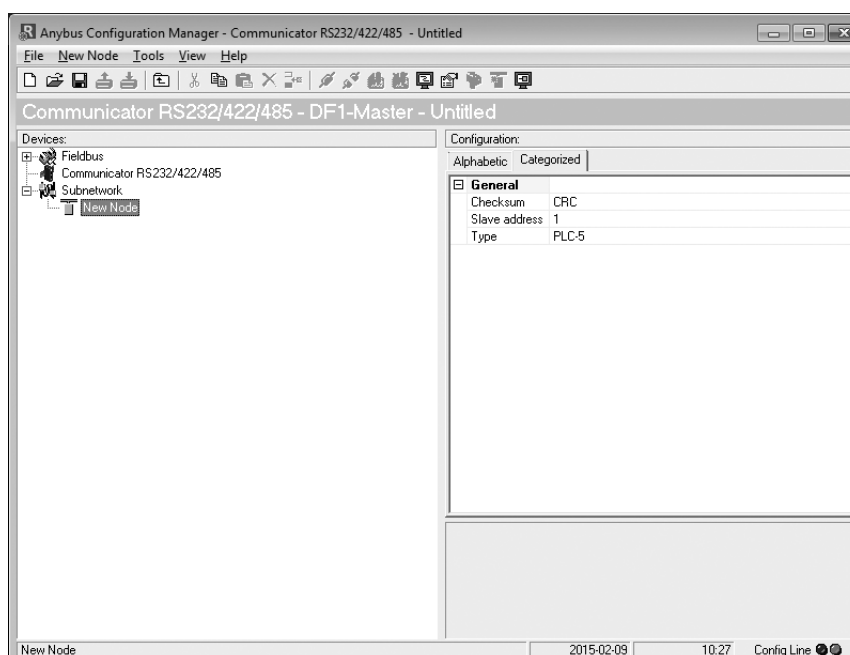 Anybus Configuration Manager - Communicator RS232/422/485 - Untitled
File New Node Tools View Help
Communicator RS232/422/485 - DF1-Master - Untitled
Devices:
Fieldbus
Communicator RS232/422/485
Subnetwork
New Node
Configuration:
Alphabetic Categorized
General
Checksum CRC
Slave address 1
Type PLC-5
New Node 2015-02-09 10:27 Config Line